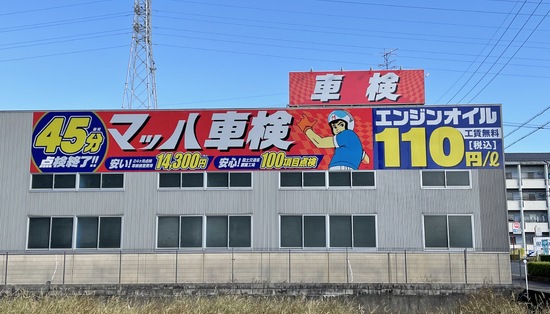 車検
45分
点検終了!!
マッハ車検
安い!
14,300円
安心!
100項目点検
エンジンオイル
110
工賃無料
[税込]
円/ℓ